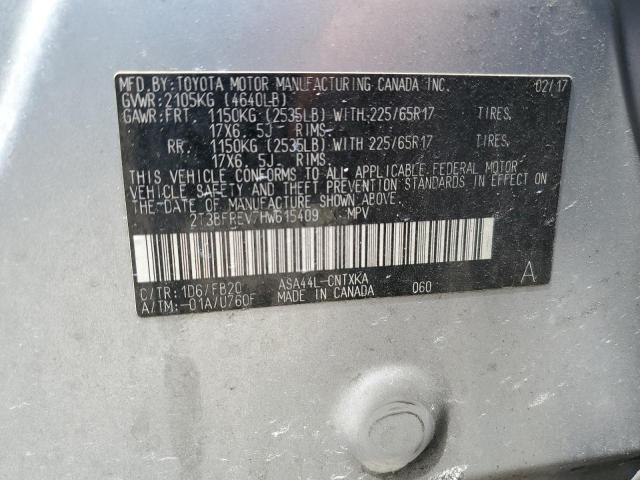 MFD. BY: TOYOTA MOTOR MANUFACTURING CANADA INC. 02/17
GVWR: 2105KG (4640LB)
GAWR: FRT. 1150KG (2535LB) WITH 225/65R17 TIRES.
17X6. 5J RIMS.
RR. 1150KG (2535LB) WITH 225/65R17 TIRES.
17X6. 5J. RIMS.
THIS VEHICLE CONFORMS TO ALL APPLICABLE FEDERAL MOTOR
VEHICLE SAFETY AND THEFT PREVENTION STANDARDS IN EFFECT ON
THE DATE OF MANUFACTURE SHOWN ABOVE.
2T3BFREV7HW615409 MPV
C/TR: 1D6/FB20 ASA44L-CNTXKA 060 A
A/TM: -01A/U760F MADE IN CANADA